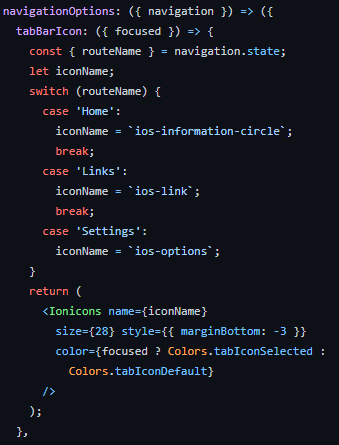 navigationOptions: ({ navigation }) => ({
  tabBarIcon: ({ focused }) => {
    const { routeName } = navigation.state;
    let iconName;
    switch (routeName) {
      case 'Home':
        iconName = `ios-information-circle`;
        break;
      case 'Links':
        iconName = `ios-link`;
        break;
      case 'Settings':
        iconName = `ios-options`;
    }
    return (
      <Ionicons name={iconName}
        size={28} style={{ marginBottom: -3 }}
        color={focused ? Colors.tabIconSelected :
          Colors.tabIconDefault}
      />
    );
  },